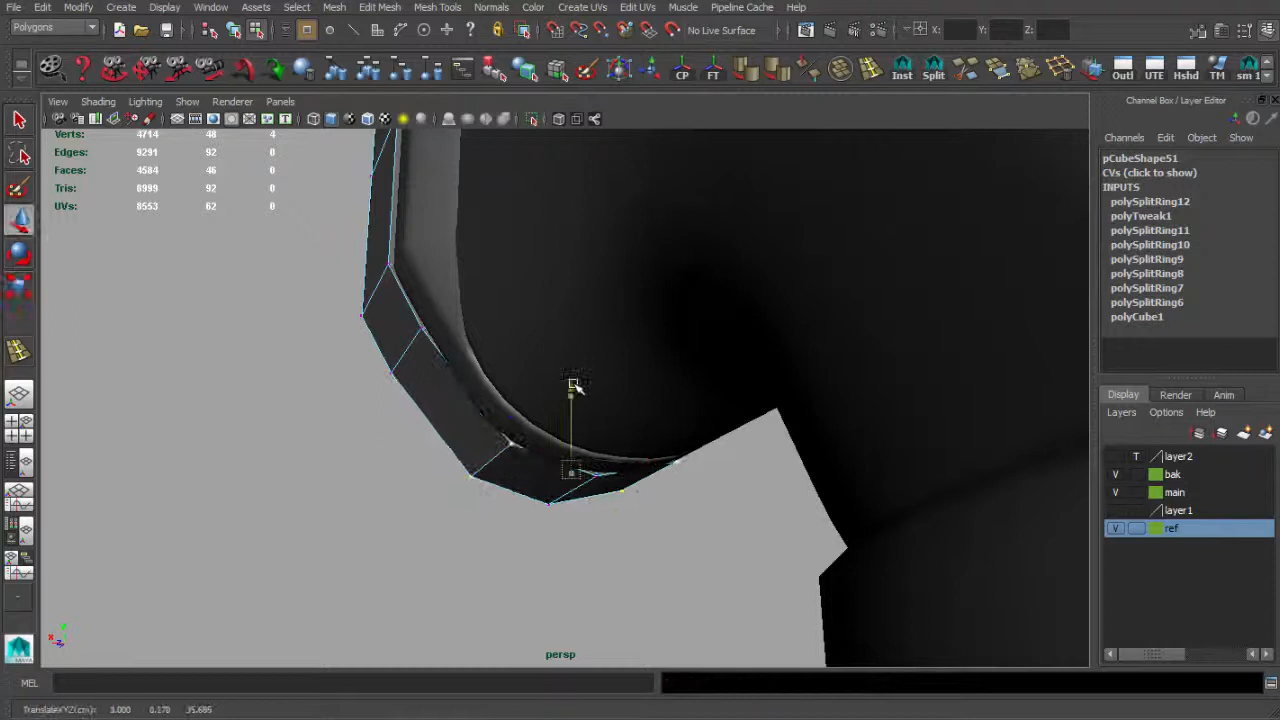 File Edit Modify Create Display Window Assets Select Mesh Edit Mesh Mesh Tools Normals Color Create UVs Edit UVs Muscle Pipeline Cache Help
Polygons No Live Surface X: Y: Z:
CP FT Inst Split Outl UTE Hshd TM sm 1
View Shading Lighting Show Renderer Panels
Channel Box / Layer Editor
Channels Edit Object Show
Verts: 4714 48 4
Edges: 9291 92 0
Faces: 4584 46 0
Tris: 8999 92 0
UVs: 8553 62 0
pCubeShape51
CVs (click to show)
INPUTS
polySplitRing12
polyTweak1
polySplitRing11
polySplitRing10
polySplitRing9
polySplitRing8
polySplitRing7
polySplitRing6
polyCube1
Display Render Anim
Layers Options Help
T layer2
V bak
V main
layer1
V ref
persp
MEL
TranslateXYZ(cm): 0.000 0.170 35.685